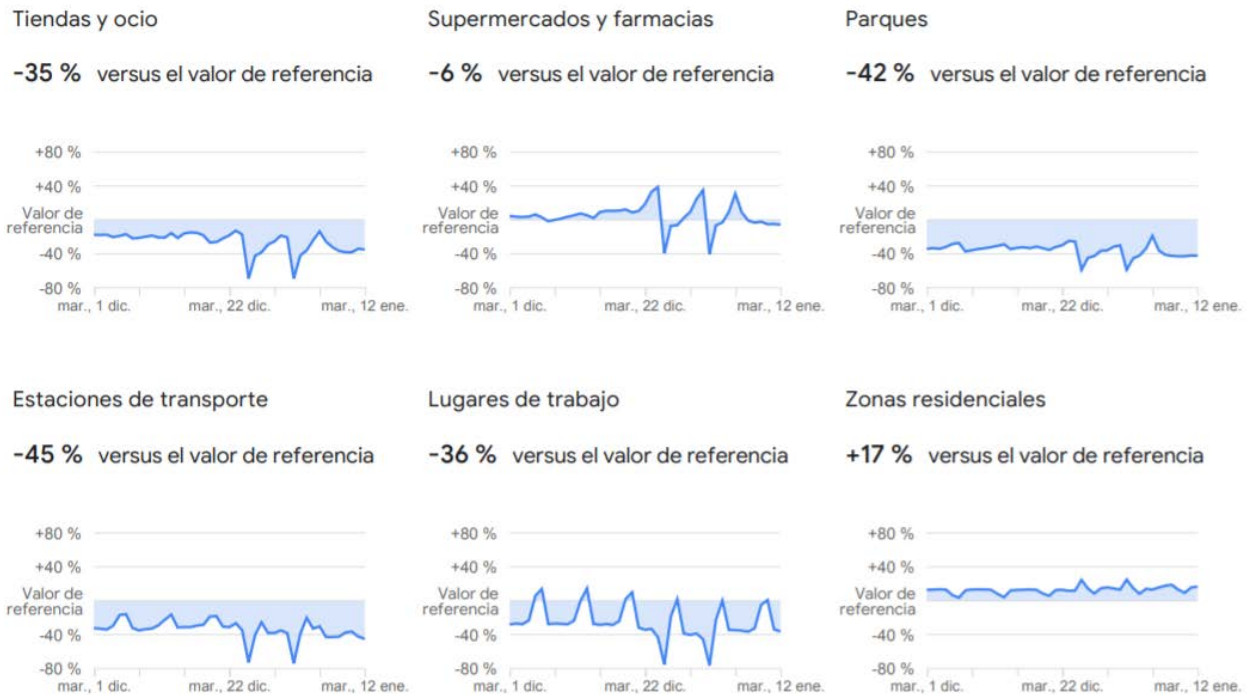 Tiendas y ocio
-35 % versus el valor de referencia
+80 %
+40 %
Valor de
referencia
-40 %
-80 %
mar., 1 dic. mar., 22 dic. mar., 12 ene.
Supermercados y farmacias
-6 % versus el valor de referencia
+80 %
+40 %
Valor de
referencia
-40 %
-80 %
mar., 1 dic. mar., 22 dic. mar., 12 ene.
Parques
-42 % versus el valor de referencia
+80 %
+40 %
Valor de
referencia
-40 %
-80 %
mar., 1 dic. mar., 22 dic. mar., 12 ene.
Estaciones de transporte
-45 % versus el valor de referencia
+80 %
+40 %
Valor de
referencia
-40 %
-80 %
mar., 1 dic. mar., 22 dic. mar., 12 ene.
Lugares de trabajo
-36 % versus el valor de referencia
+80 %
+40 %
Valor de
referencia
-40 %
-80 %
mar., 1 dic. mar., 22 dic. mar., 12 ene.
Zonas residenciales
+17 % versus el valor de referencia
+80 %
+40 %
Valor de
referencia
-40 %
-80 %
mar., 1 dic. mar., 22 dic. mar., 12 ene.